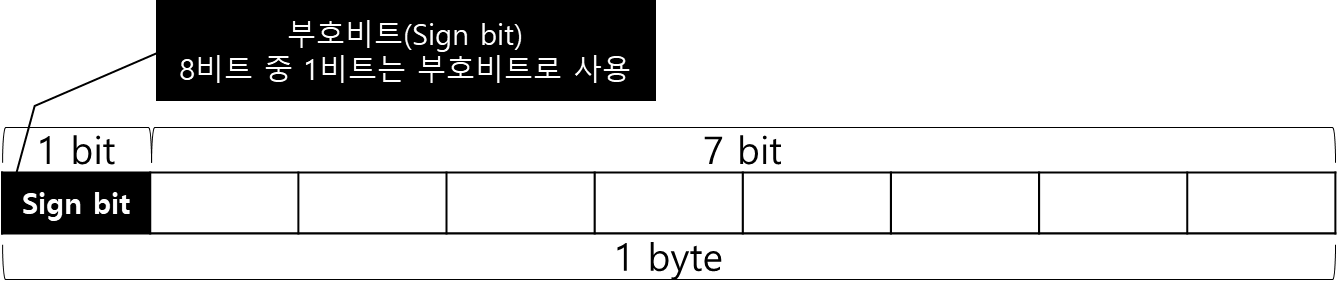 부호비트(Sign bit)
8비트 중 1비트는 부호비트로 사용
1 bit
7 bit
Sign bit
1 byte